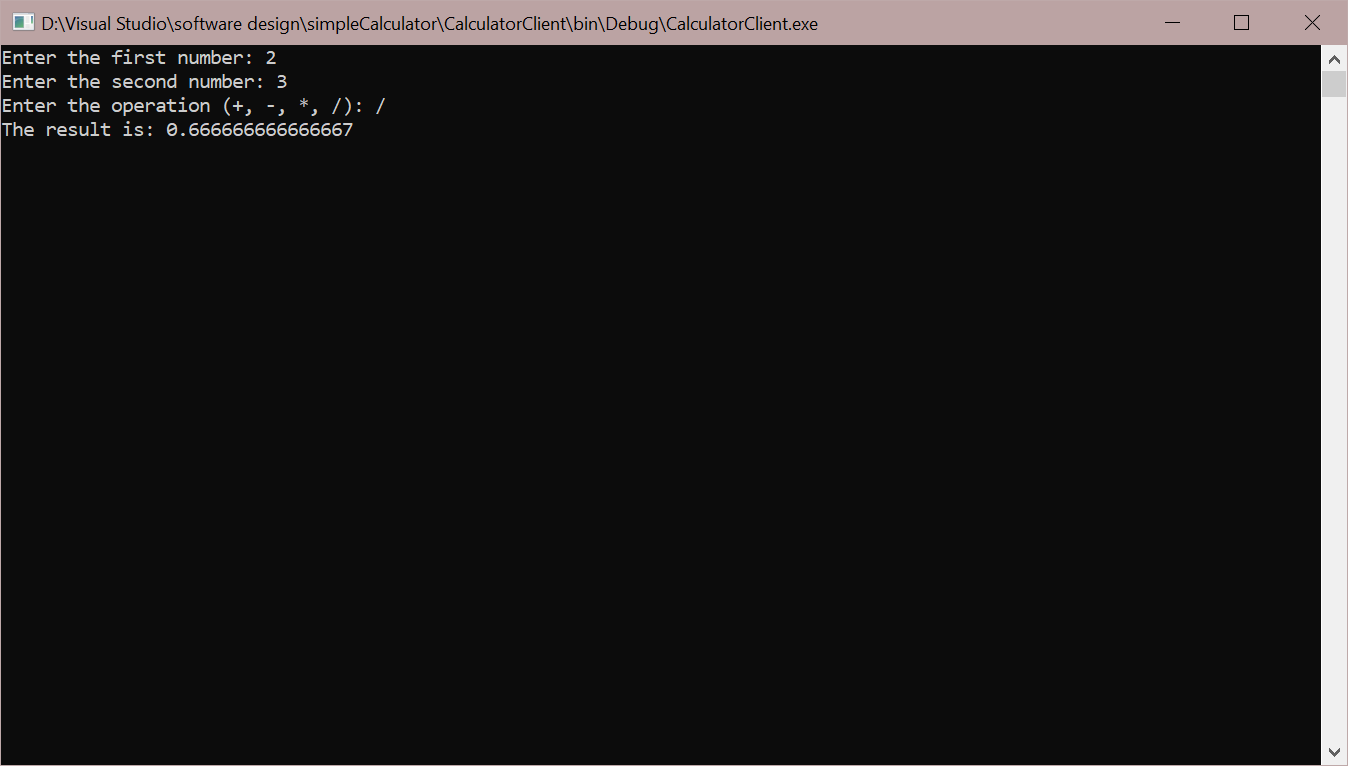 D:\Visual Studio\software design\simpleCalculator\CalculatorClient\bin\Debug\CalculatorClient.exe
Enter the first number: 2
Enter the second number: 3
Enter the operation (+, -, *, /): /
The result is: 0.666666666666667